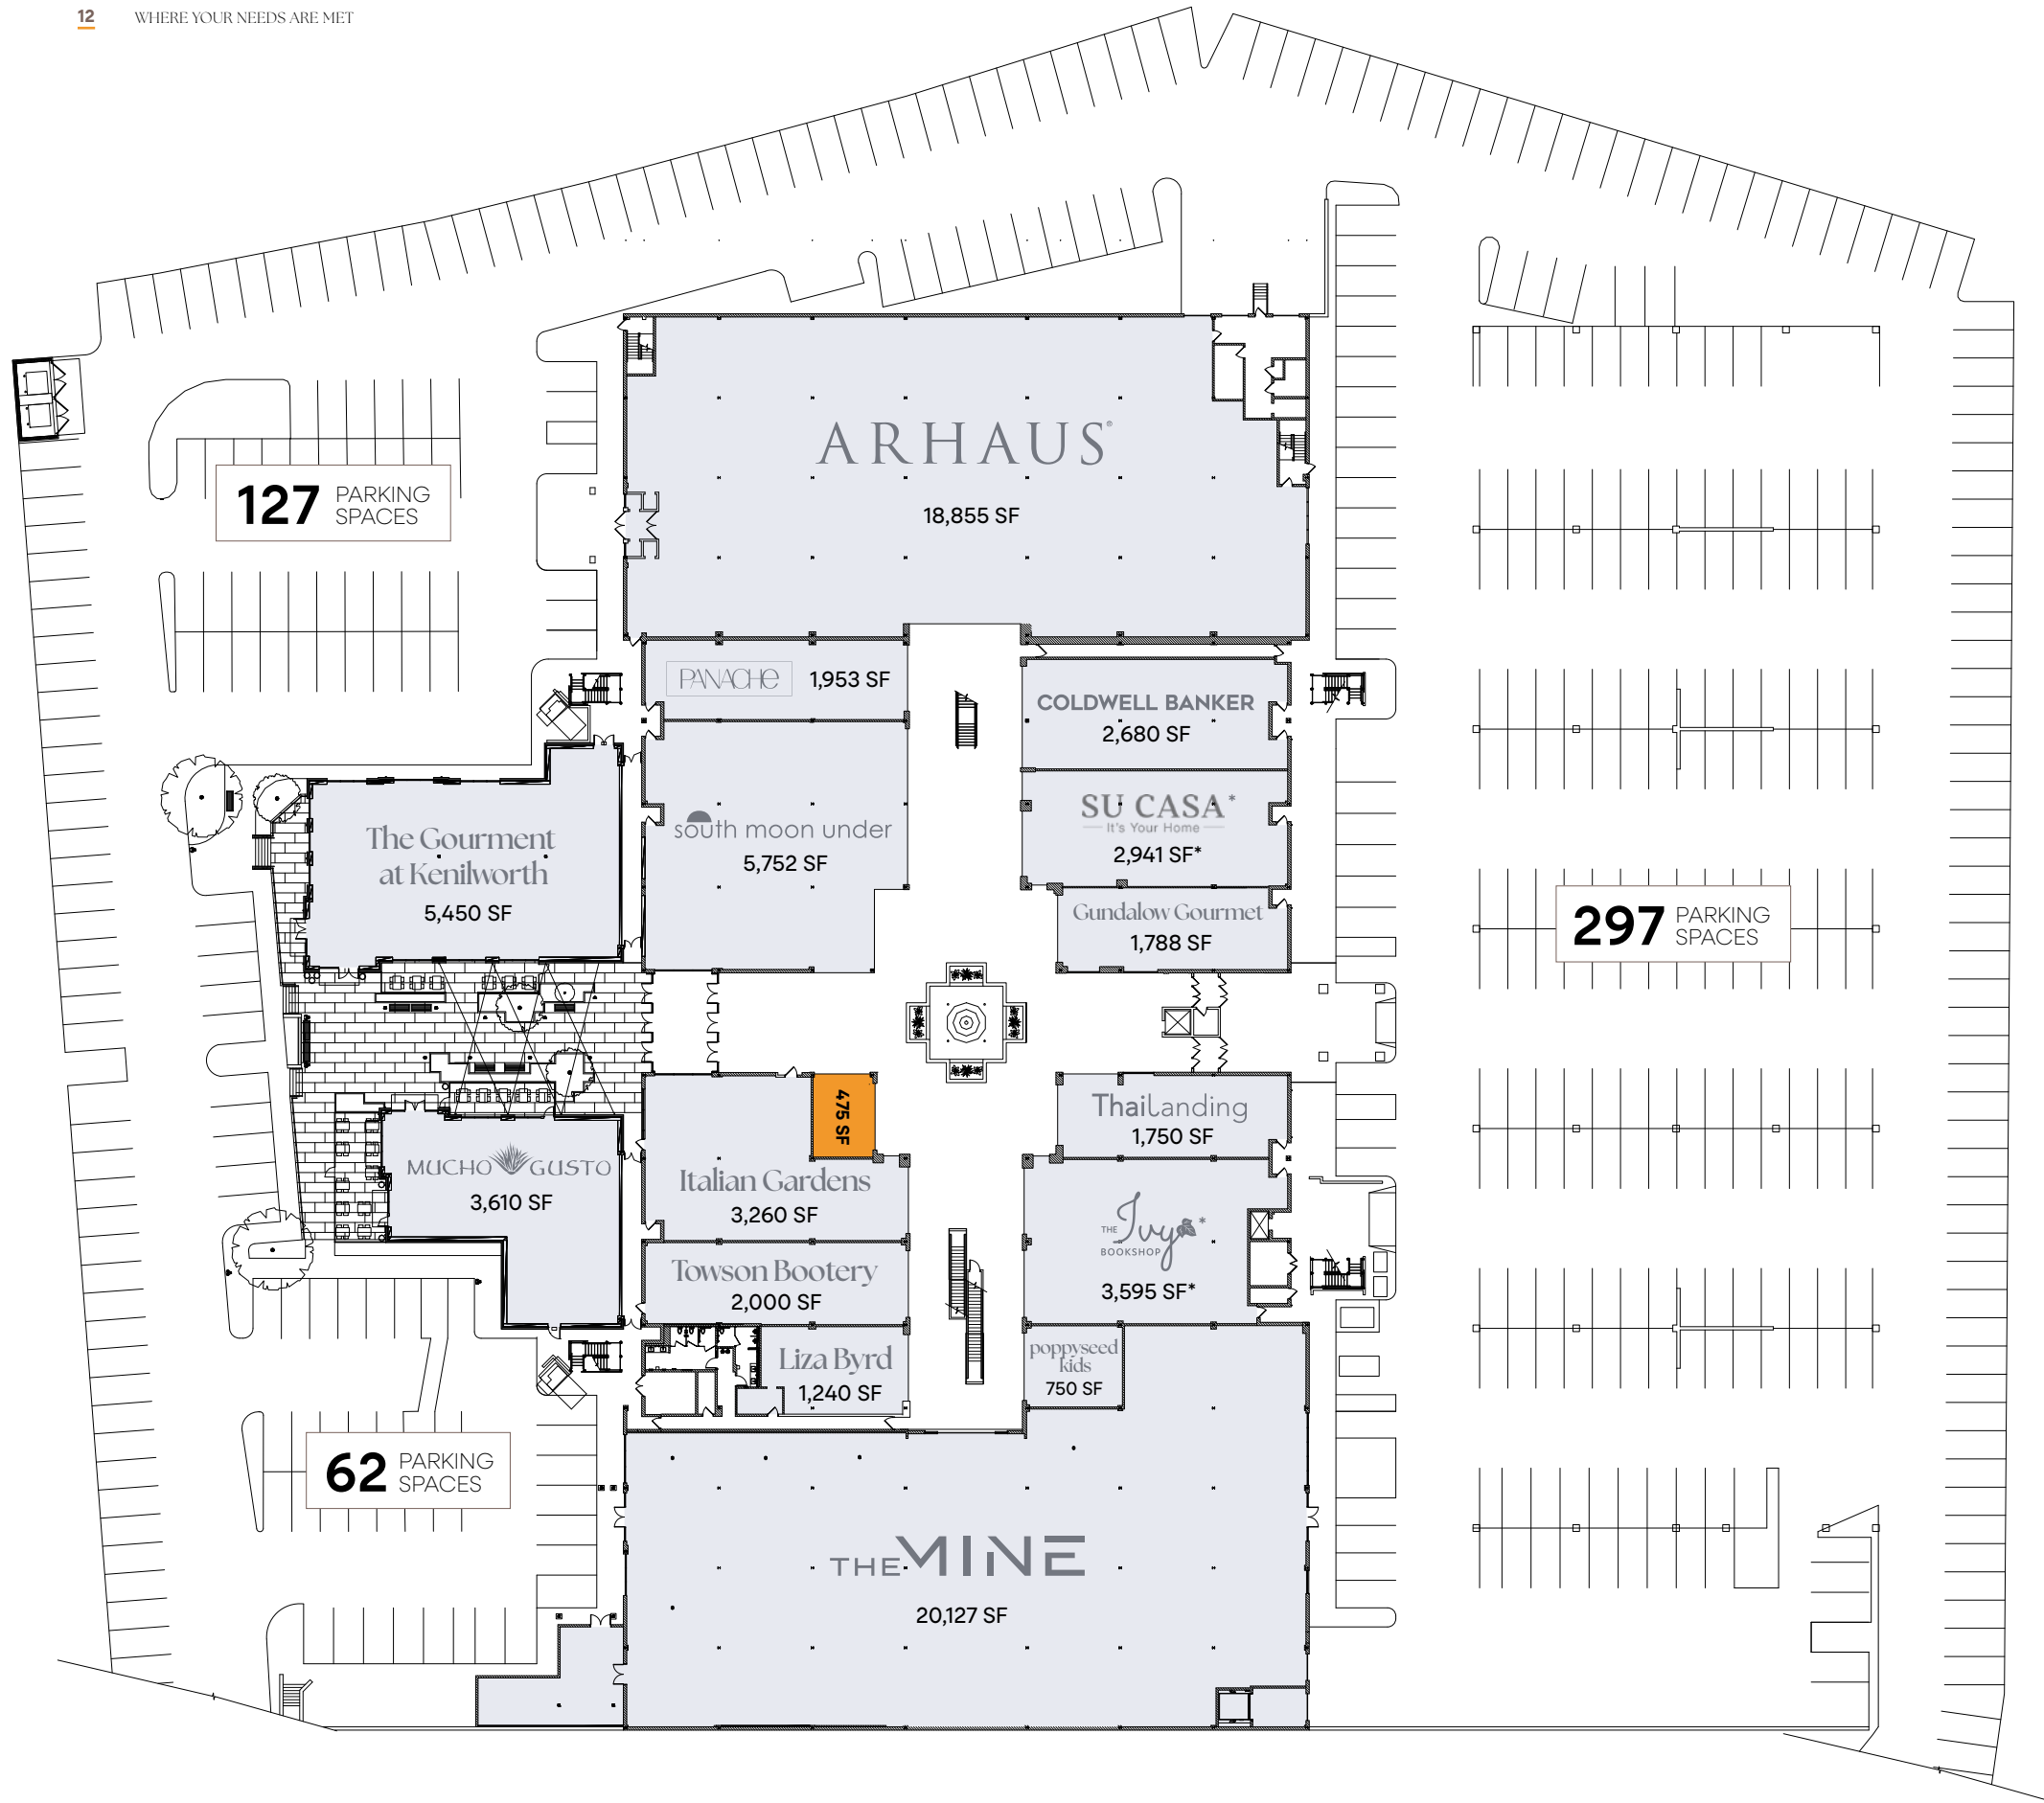 12 WHERE YOUR NEEDS ARE MET
ARHAUS®
18,855 SF
127 PARKING
SPACES
PANACHE 1,953 SF
COLDWELL BANKER
2,680 SF
south moon under
5,752 SF
SU CASA*
It's Your Home
2,941 SF*
The Gourment
at Kenilworth
5,450 SF
Gundalow Gourmet
1,788 SF
297 PARKING
SPACES
475 SF
ThaiLanding
1,750 SF
MUCHO GUSTO
3,610 SF
Italian Gardens
3,260 SF
THE Ivy*
BOOKSHOP
3,595 SF*
Towson Bootery
2,000 SF
Liza Byrd
1,240 SF
poppyseed
kids
750 SF
62 PARKING
SPACES
THE MINE
20,127 SF